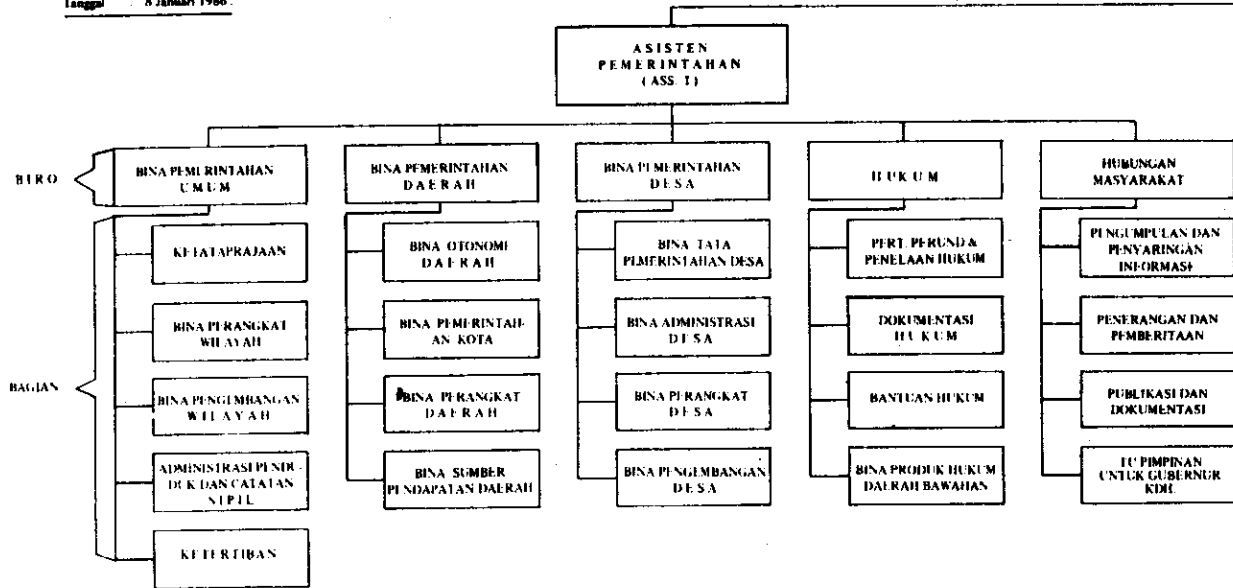 Tanggal : 8 Januari 1986.
ASISTEN
PEMERINTAHAN
( ASS. I )
BIRO
BINA PEMERINTAHAN
UMUM
BINA PEMERINTAHAN
DAERAH
BINA PEMERINTAHAN
DESA
HUKUM
HUBUNGAN
MASYARAKAT
BAGIAN
KETATAPRAJAAN
BINA PERANGKAT
WILAYAH
BINA PENGEMBANGAN
WILAYAH
ADMINISTRASI PENDU-
DUK DAN CATATAN
SIPIL
KETERTIBAN
BINA OTONOMI
DAERAH
BINA PEMERINTAH-
AN KOTA
BINA PERANGKAT
DAERAH
BINA SUMBER
PENDAPATAN DAERAH
BINA TATA
PEMERINTAHAN DESA
BINA ADMINISTRASI
DESA
BINA PERANGKAT
DESA
BINA PENGEMBANGAN
DESA
PERT. PERUND &
PENELAAN HUKUM
DOKUMENTASI
HUKUM
BANTUAN HUKUM
BINA PRODUK HUKUM
DAERAH BAWAHAN
PENGUMPULAN DAN
PENYARINGAN
INFORMASI
PENERANGAN DAN
PEMBERITAAN
PUBLIKASI DAN
DOKUMENTASI
TU PIMPINAN
UNTUK GUBERNUR
KDH.